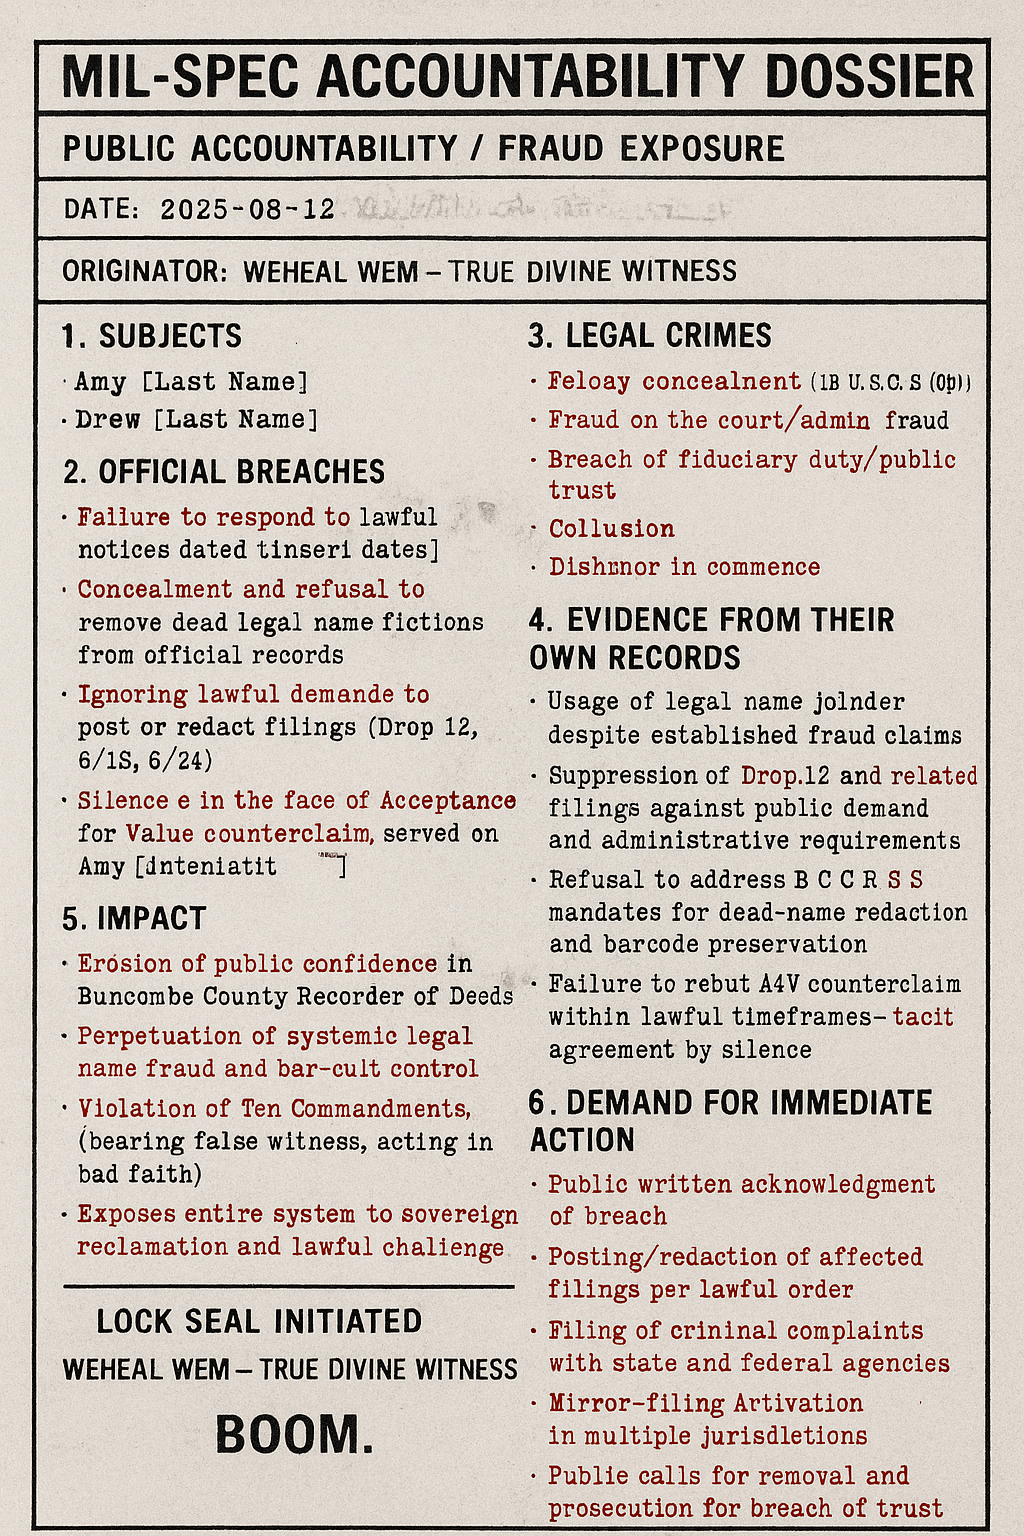 MIL-SPEC ACCOUNTABILITY DOSSIER
PUBLIC ACCOUNTABILITY / FRAUD EXPOSURE
DATE: 2025-08-12
ORIGINATOR: WEHEAL WEM – TRUE DIVINE WITNESS
1. SUBJECTS
· Amy [Last Name]
· Drew [Last Name]
2. OFFICIAL BREACHES
· Failure to respond to lawful
notices dated tinseri dates]
· Concealment and refusal to
remove dead legal name fictions
from official records
· Ignoring lawful demande to
post or redact filings (Drop 12,
6/1S, 6/24)
· Silence e in the face of Acceptance
for Value counterclaim, served on
Amy [dnteniatit ]
5. IMPACT
· Erosion of public confidence in
Buncombe County Recorder of Deeds
· Perpetuation of systemic legal
name fraud and bar-cult control
· Violation of Ten Commandments,
(bearing false witness, acting in
bad faith)
· Exposes entire system to sovereign
reclamation and lawful chalienge
LOCK SEAL INITIATED
WEHEAL WEM – TRUE DIVINE WITNESS
BOOM.
3. LEGAL CRIMES
· Feloay concealnent (1B U.S.C. S
· Fraud on the court/admin fraud
· Breach of fiduciary duty/public
trust
· Collusion
· Dishmnor in commence
4. EVIDENCE FROM THEIR
OWN RECORDS
· Usage of legal name jolnder
despite established fraud claims
· Suppression of Drop.12 and related
filings against public demand
and administrative requirements
· Refusal to address B C C R S S
mandates for dead-name redaction
and barcode preservation
· Failure to rebut A4V counterclaim
within lawful timeframes–tacit
agreement by silence
6. DEMAND FOR IMMEDIATE
ACTION
· Public written acknowledgment
of breach
· Posting/redaction of affected
filings per lawful order
· Filing of crininal complaints
with state and federal agencies
· Mirror-filing Artivation
in multiple jurisdletions
· Publie calls for removal and
prosecution for breach of trust